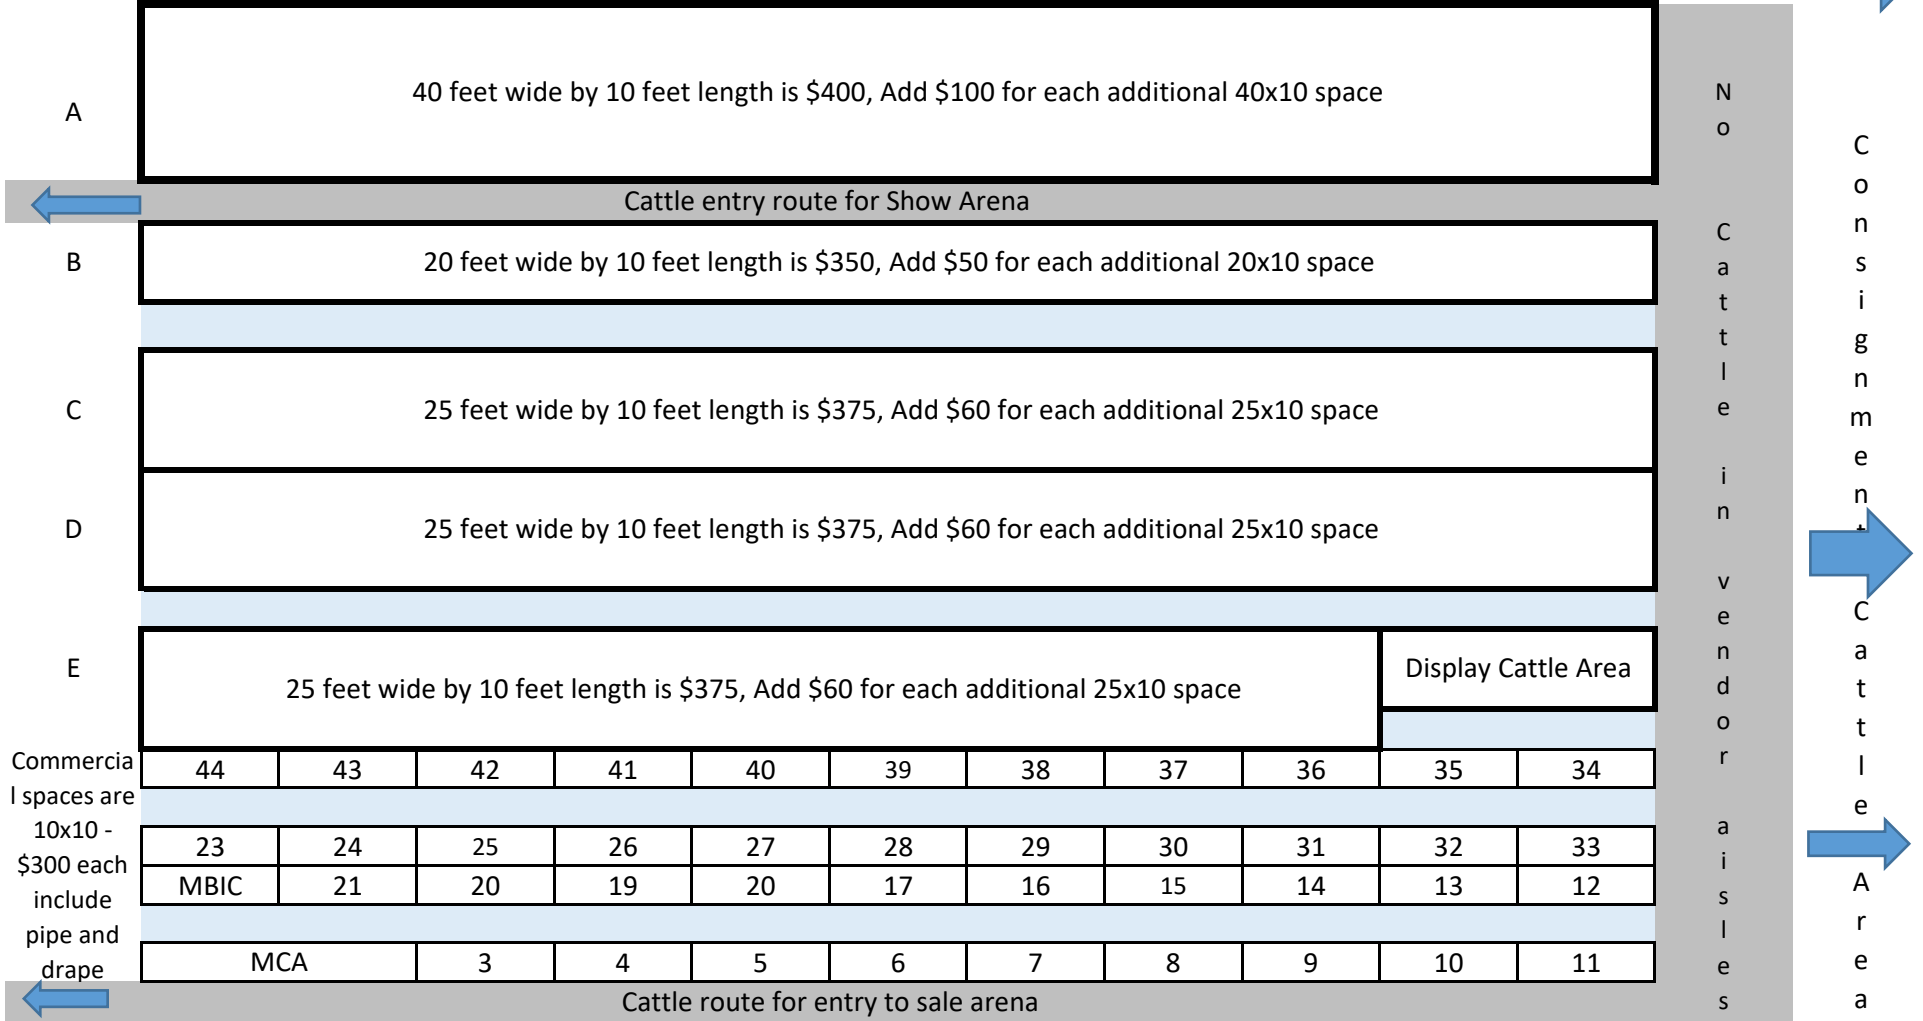 A
40 feet wide by 10 feet length is $400, Add $100 for each additional 40x10 space
Cattle entry route for Show Arena
B
20 feet wide by 10 feet length is $350, Add $50 for each additional 20x10 space
C
25 feet wide by 10 feet length is $375, Add $60 for each additional 25x10 space
D
25 feet wide by 10 feet length is $375, Add $60 for each additional 25x10 space
E
25 feet wide by 10 feet length is $375, Add $60 for each additional 25x10 space
Display Cattle Area
Commercia
l spaces are
10x10 -
$300 each
include
pipe and
drape
44 43 42 41 40 39 38 37 36 35 34
23 24 25 26 27 28 29 30 31 32 33
MBIC 21 20 19 20 17 16 15 14 13 12
MCA 3 4 5 6 7 8 9 10 11
Cattle route for entry to sale arena
No Cattle in vendor aisles
Consignment Cattle Area